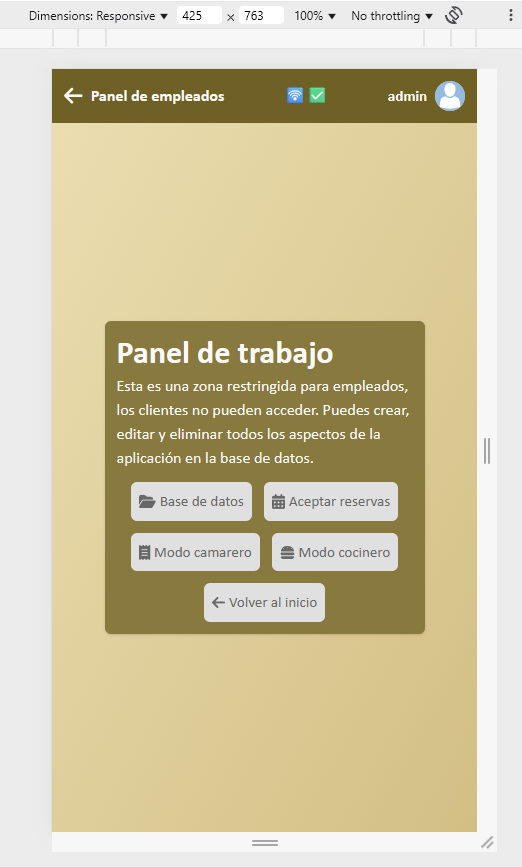 Dimensions: Responsive ▼ 425 × 763 100% ▼ No throttling ▼
Panel de empleados admin
Panel de trabajo
Esta es una zona restringida para empleados,
los clientes no pueden acceder. Puedes crear,
editar y eliminar todos los aspectos de la
aplicación en la base de datos.
Base de datos Aceptar reservas
Modo camarero Modo cocinero
Volver al inicio